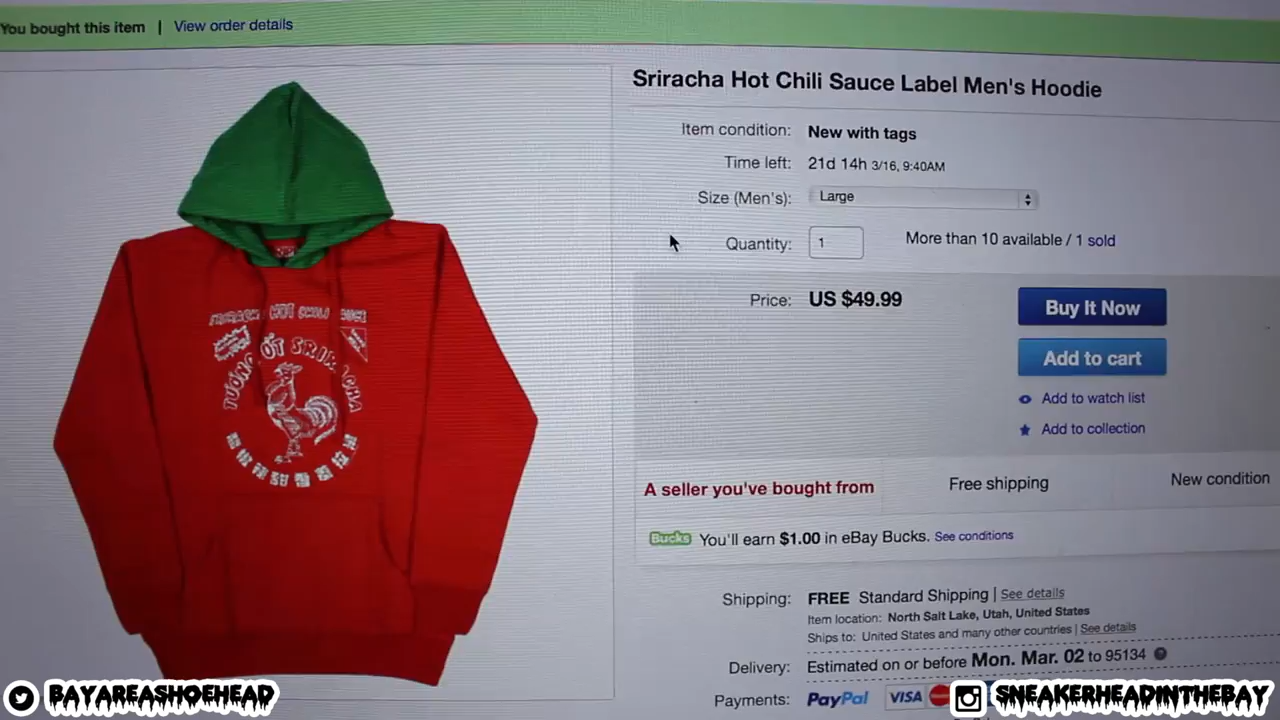 You bought this item | View order details
Sriracha Hot Chili Sauce Label Men's Hoodie
Item condition: New with tags
Time left: 21d 14h 3/16, 9:40AM
Size (Men's): Large
Quantity: 1 More than 10 available / 1 sold
Price: US $49.99
Buy It Now
Add to cart
Add to watch list
Add to collection
A seller you've bought from Free shipping New condition
Bucks You'll earn $1.00 in eBay Bucks. See conditions
Shipping: FREE Standard Shipping | See details
Item location: North Salt Lake, Utah, United States
Ships to: United States and many other countries | See details
Delivery: Estimated on or before Mon. Mar. 02 to 95134
Payments: PayPal VISA
HOT CHILI
TƯƠNG ỚT
BAYAREASHOEHEAD
SNEAKERHEADINTHEBAY